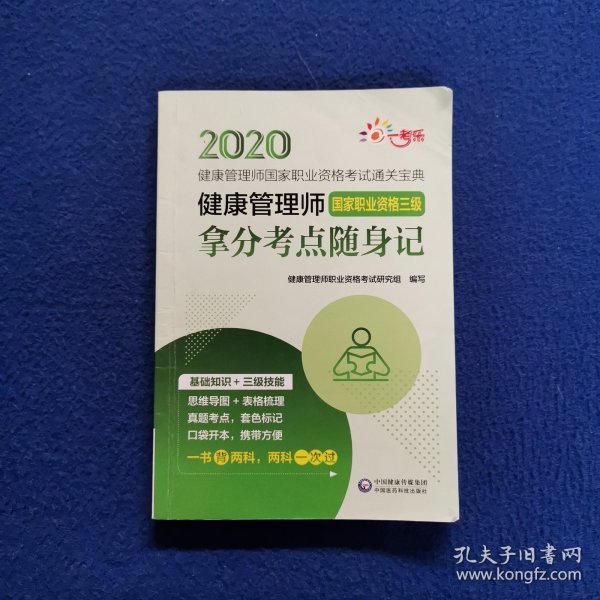 2020
一考乐
健康管理师国家职业资格考试通关宝典
健康管理师 国家职业资格三级
拿分考点随身记
健康管理师职业资格考试研究组 编写
基础知识+三级技能
思维导图+表格梳理
真题考点，套色标记
口袋开本，携带方便
一书背两科，两科一次过
中国健康传媒集团
中国医药科技出版社
孔夫子旧书网
www.kongfz.com